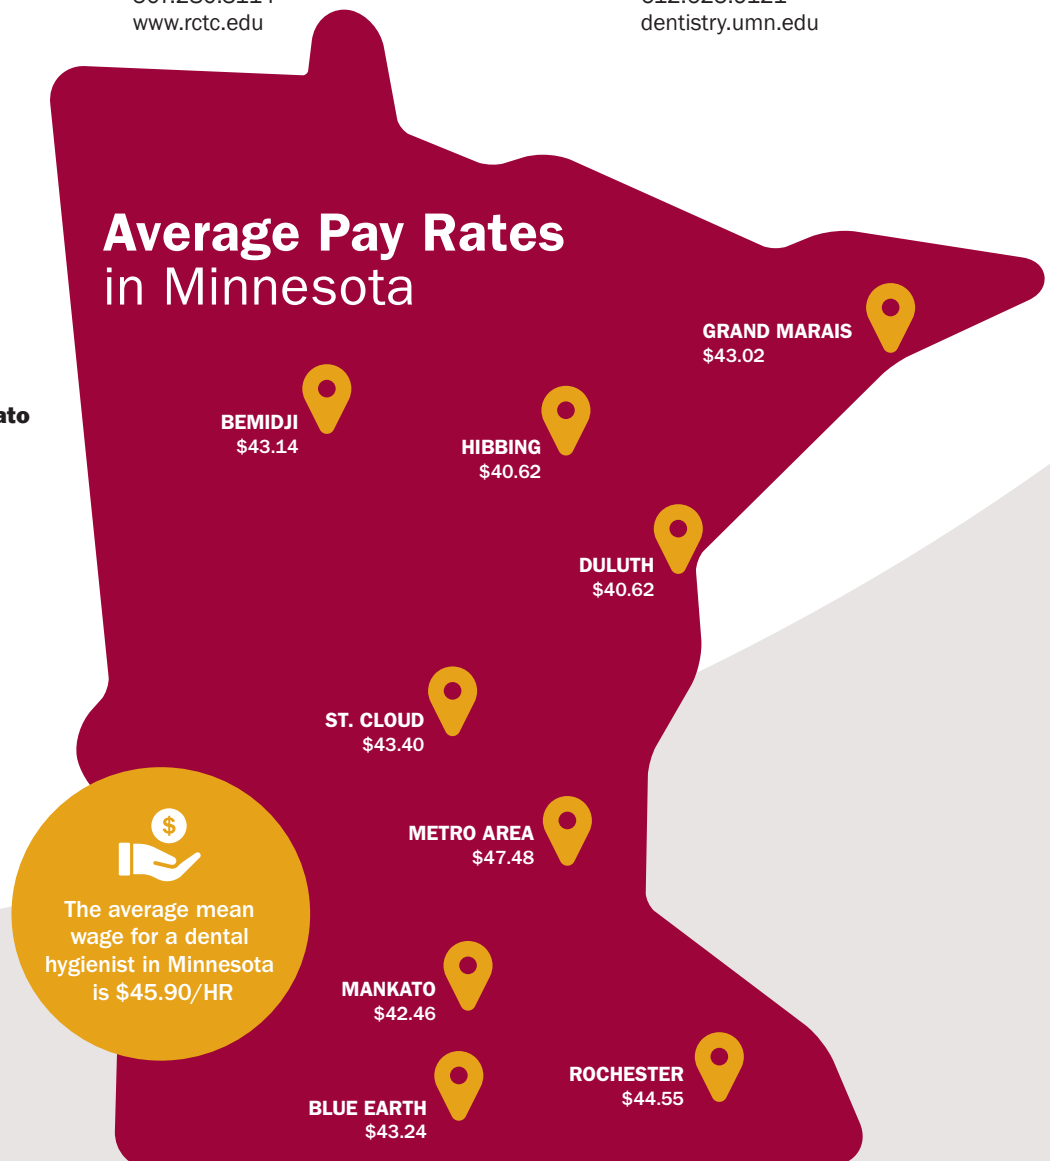 www.rctc.edu
dentistry.umn.edu
Average Pay Rates
in Minnesota
GRAND MARAIS
$43.02
BEMIDJI
$43.14
ato
HIBBING
$40.62
DULUTH
$40.62
ST. CLOUD
$43.40
METRO AREA
$47.48
$
The average mean
wage for a dental
hygienist in Minnesota
is $45.90/HR
MANKATO
$42.46
ROCHESTER
$44.55
BLUE EARTH
$43.24